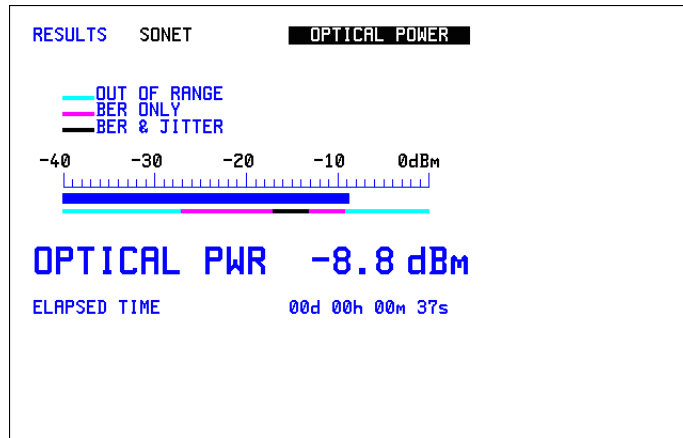 RESULTS SONET OPTICAL POWER
OUT OF RANGE
BER ONLY
BER & JITTER
-40 -30 -20 -10 0dBm
OPTICAL PWR -8.8 dBm
ELAPSED TIME 00d 00h 00m 37s